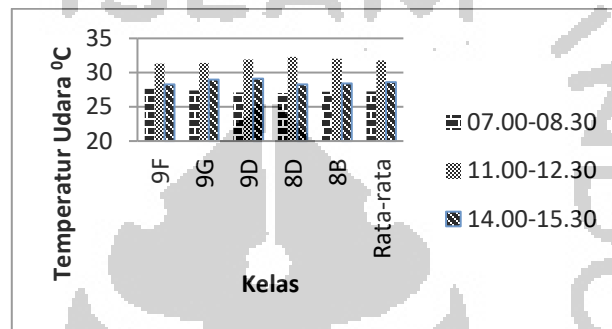 35
30
25
20
Temperatur Udara ⁰C
9F
9G
9D
8D
8B
Rata-rata
Kelas
07.00-08.30
11.00-12.30
14.00-15.30